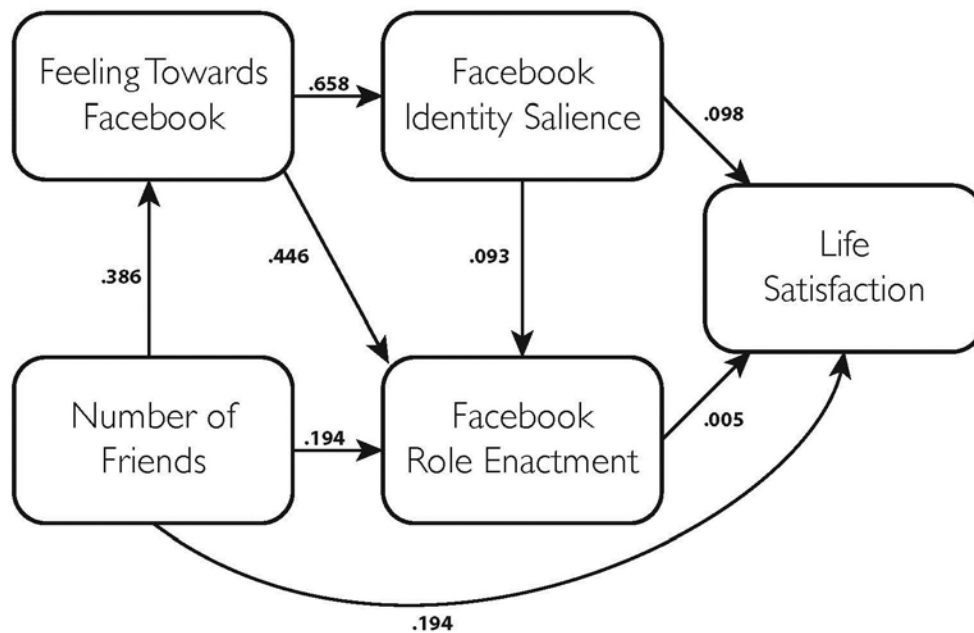 Feeling Towards
Facebook
.658
Facebook
Identity Salience
.098
.386
.446
.093
Life
Satisfaction
Number of
Friends
.194
Facebook
Role Enactment
.005
.194